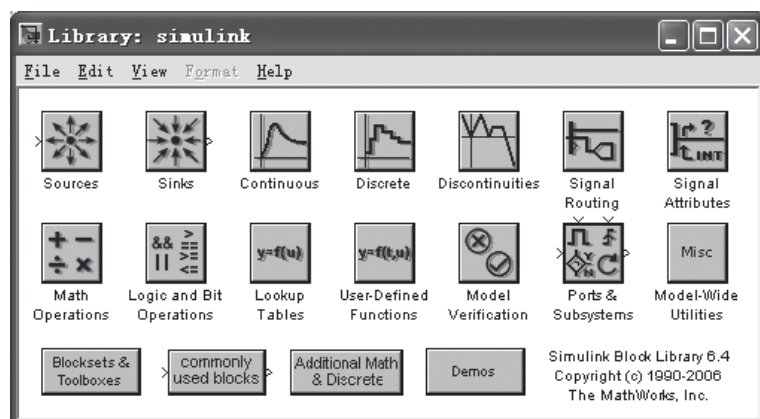 Library: simulink
File Edit View Format Help
Sources Sinks Continuous Discrete Discontinuities Signal Routing Signal Attributes
&& > == || >= <= y=f(u) y=f(t,u) Y N Misc
? INT
Math Operations Logic and Bit Operations Lookup Tables User-Defined Functions Model Verification Ports & Subsystems Model-Wide Utilities
Blocksets & Toolboxes
commonly used blocks
Additional Math & Discrete
Demos
Simulink Block Library 6.4
Copyright (c) 1990-2006
The MathWorks, Inc.